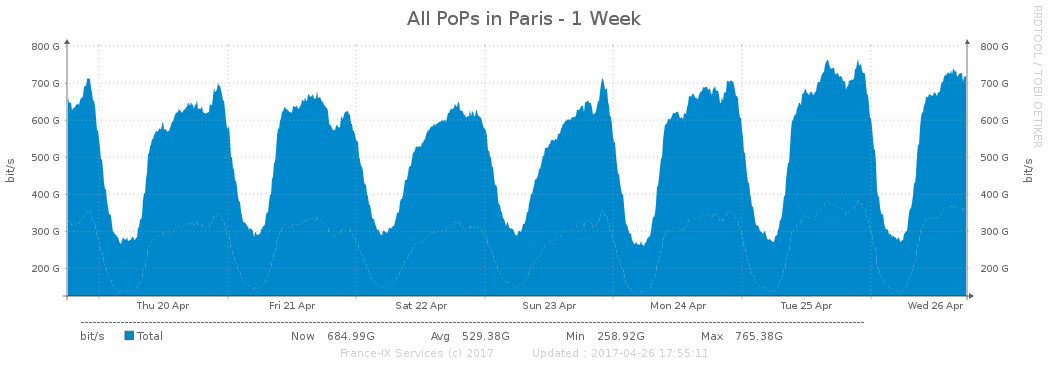 All PoPs in Paris - 1 Week
RRDTOOL / TOBI OETIKER
bit/s
800 G
700 G
600 G
500 G
400 G
300 G
200 G
800 G
700 G
600 G
500 G
400 G
300 G
200 G
bit/s
Thu 20 Apr Fri 21 Apr Sat 22 Apr Sun 23 Apr Mon 24 Apr Tue 25 Apr Wed 26 Apr
bit/s Total Now 684.99G Avg 529.38G Min 258.92G Max 765.38G
France-IX Services (c) 2017 Updated : 2017-04-26 17:55:11